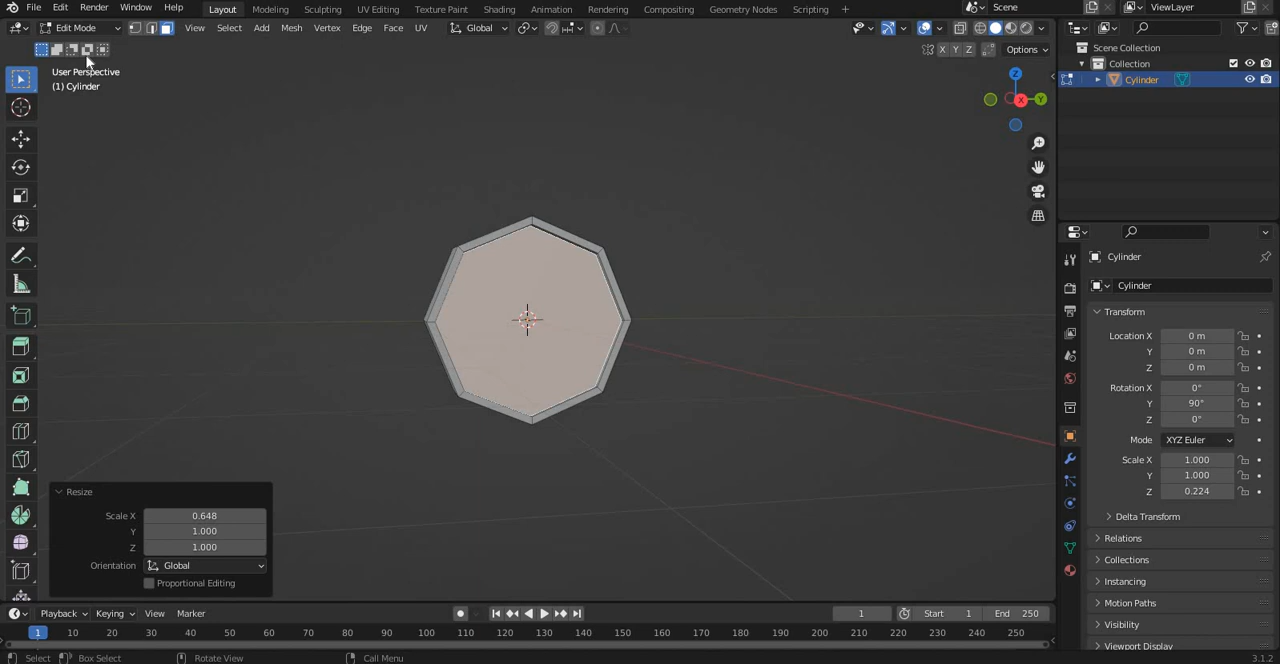 File Edit Render Window Help Layout Modeling Sculpting UV Editing Texture Paint Shading Animation Rendering Compositing Geometry Nodes Scripting + Scene ViewLayer
Edit Mode View Select Add Mesh Vertex Edge Face UV Global
X Y Z Options
Scene Collection
Collection
Cylinder
User Perspective
(1) Cylinder
Z
X
Y
Cylinder
Cylinder
Transform
Location X 0 m
Y 0 m
Z 0 m
Rotation X 0°
Y 90°
Z 0°
Mode XYZ Euler
Scale X 1.000
Y 1.000
Z 0.224
Delta Transform
Relations
Collections
Instancing
Motion Paths
Visibility
Viewport Display
Resize
Scale X 0.648
Y 1.000
Z 1.000
Orientation Global
Proportional Editing
Playback Keying View Marker 1 Start 1 End 250
1 10 20 30 40 50 60 70 80 90 100 110 120 130 140 150 160 170 180 190 200 210 220 230 240 250
Select Box Select Rotate View Call Menu 3.1.2